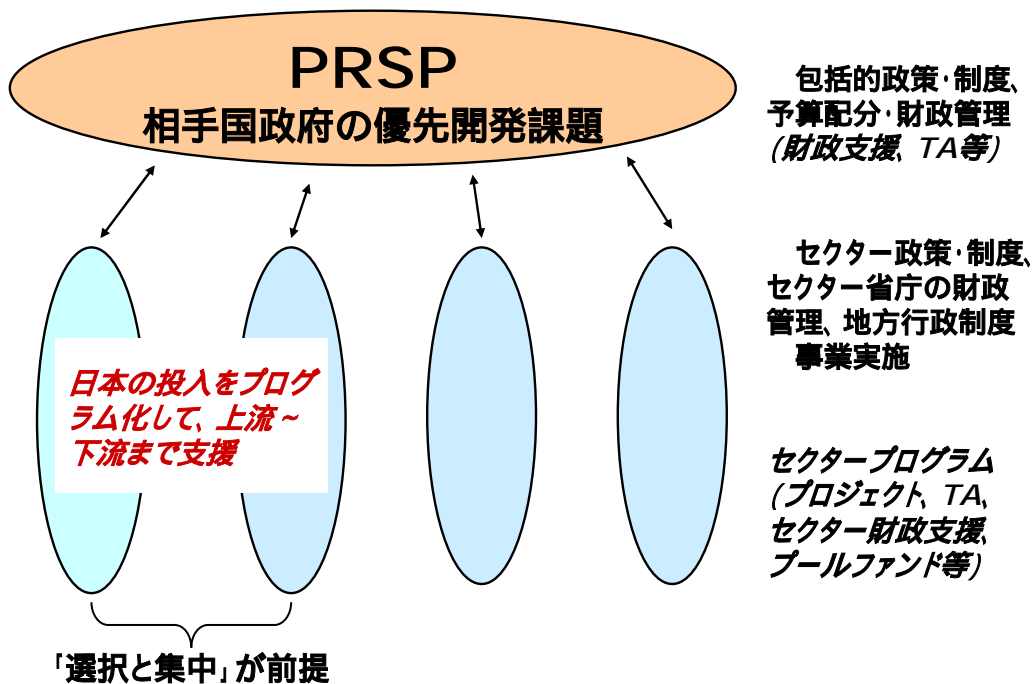 PRSP
相手国政府の優先開発課題
包括的政策・制度、
予算配分・財政管理
(財政支援、TA等)
セクター政策・制度、
セクター省庁の財政
管理、地方行政制度
事業実施
日本の投入をプログ
ラム化して、上流~
下流まで支援
セクタープログラム
(プロジェクト、TA、
セクター財政支援、
プールファンド等)
「選択と集中」が前提